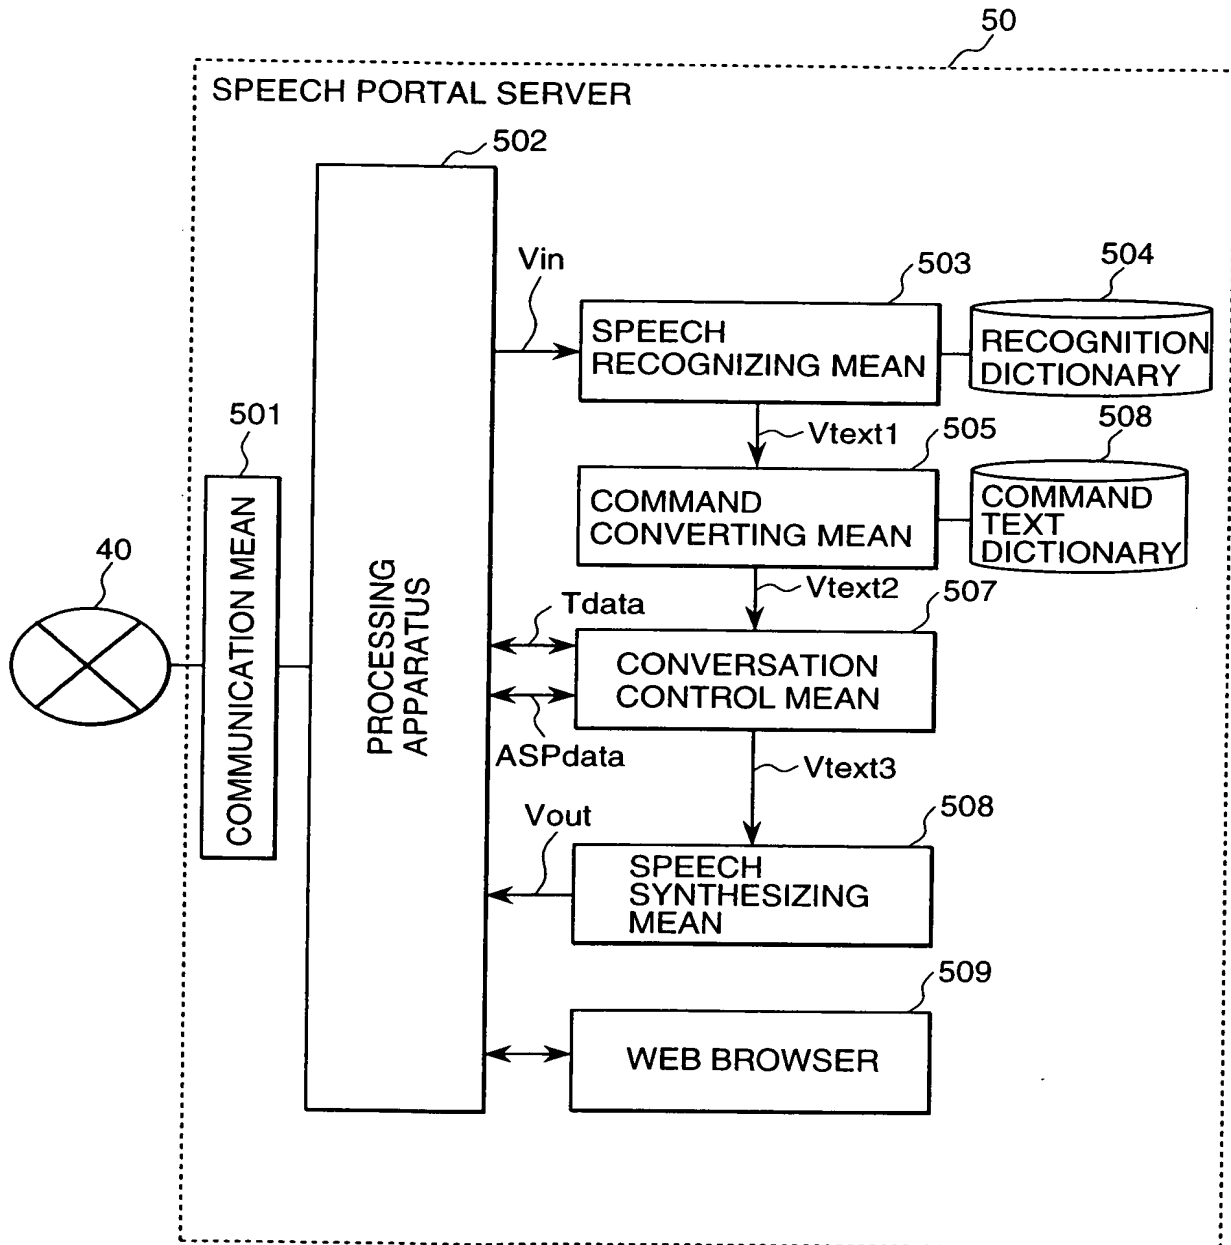 50
SPEECH PORTAL SERVER
502
Vin
503
504
SPEECH
RECOGNIZING MEAN
RECOGNITION
DICTIONARY
501
Vtext1
505
508
COMMUNICATION MEAN
COMMAND
CONVERTING MEAN
COMMAND
TEXT
DICTIONARY
40
PROCESSING
APPARATUS
Vtext2
507
Tdata
CONVERSATION
CONTROL MEAN
ASPdata
Vtext3
Vout
508
SPEECH
SYNTHESIZING
MEAN
509
WEB BROWSER